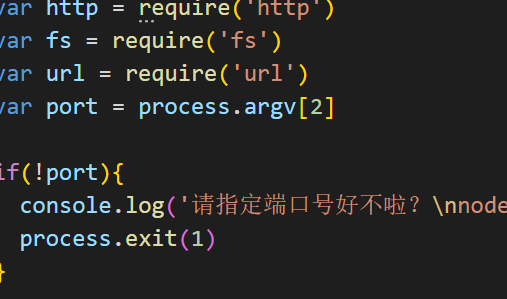 var http = require('http')
var fs = require('fs')
var url = require('url')
var port = process.argv[2]
if(!port){
console.log('请指定端口号好不啦？\nnode
process.exit(1)
}